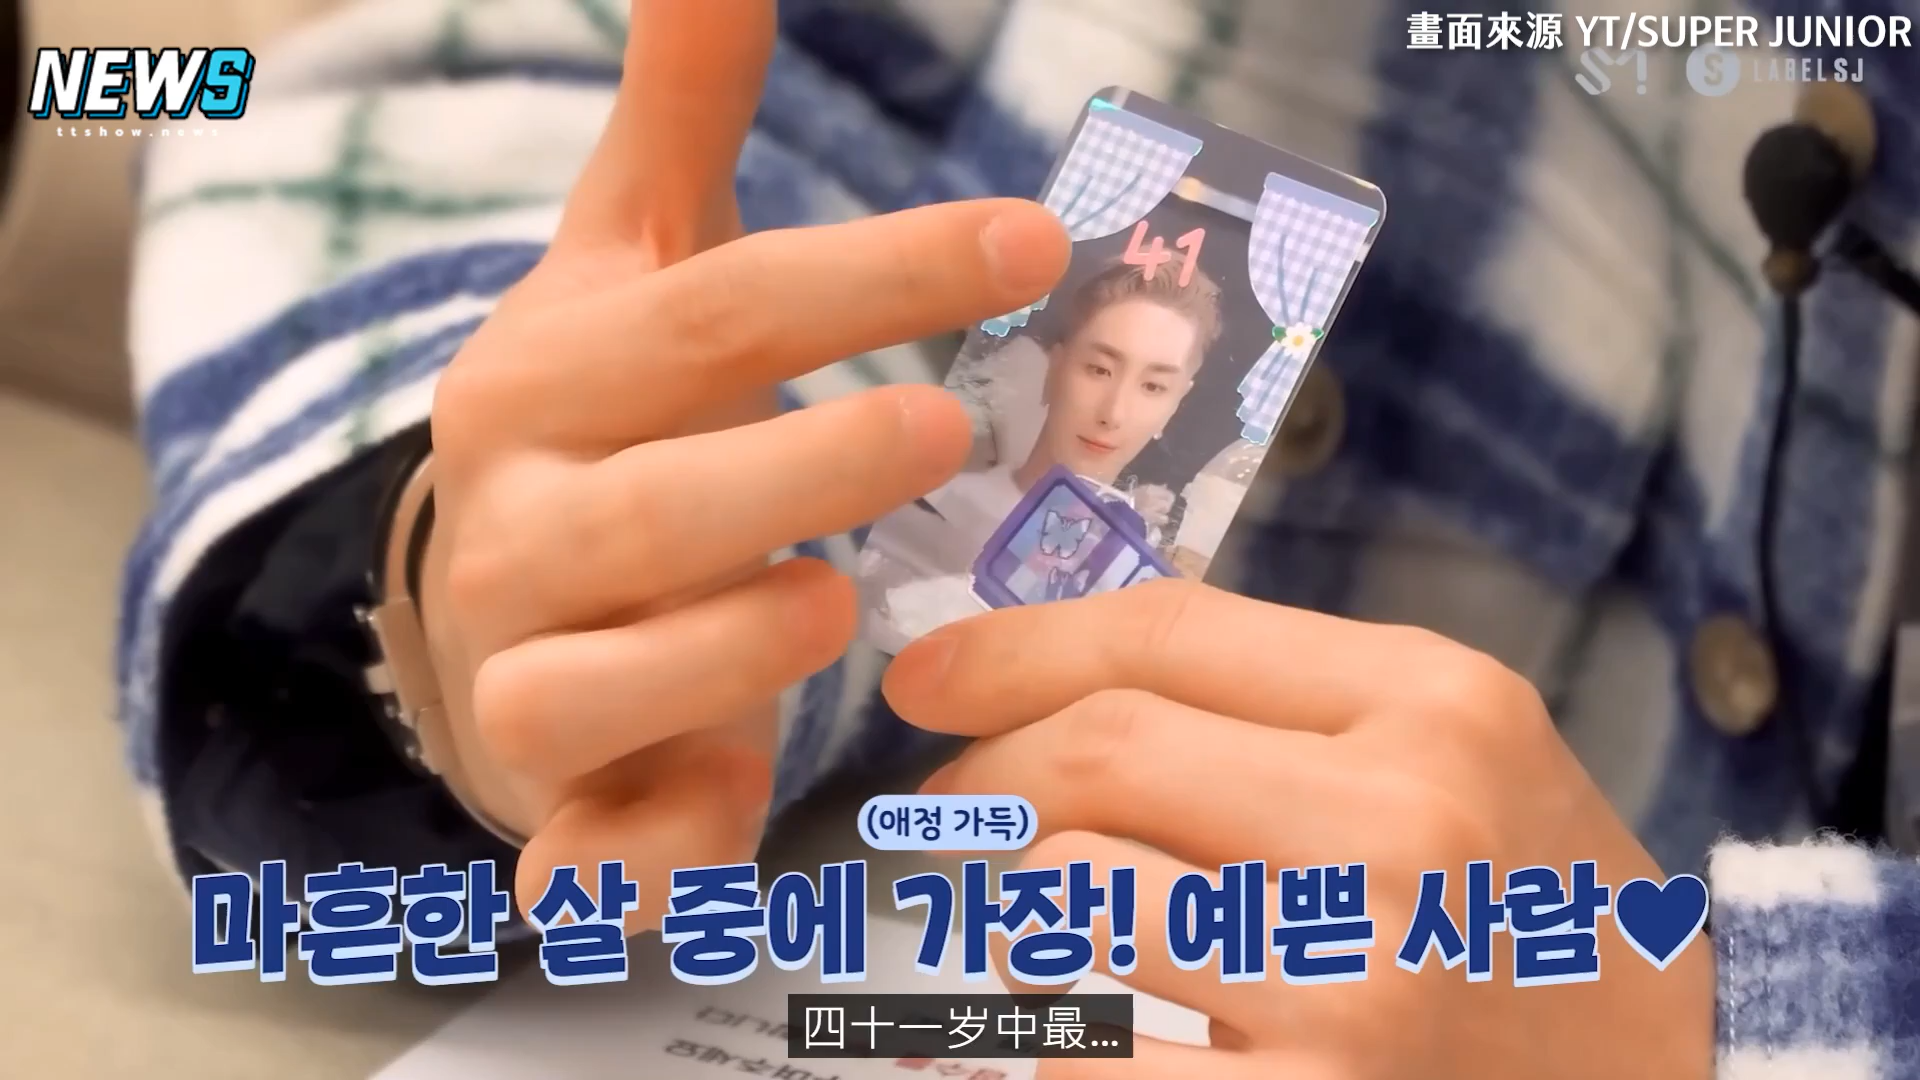 畫面來源 YT/SUPER JUNIOR
NEWS
ttshow.news
LABEL SJ
41
(애정 가득)
마흔한 살 중에 가장! 예쁜 사람♥
四十一岁中最...